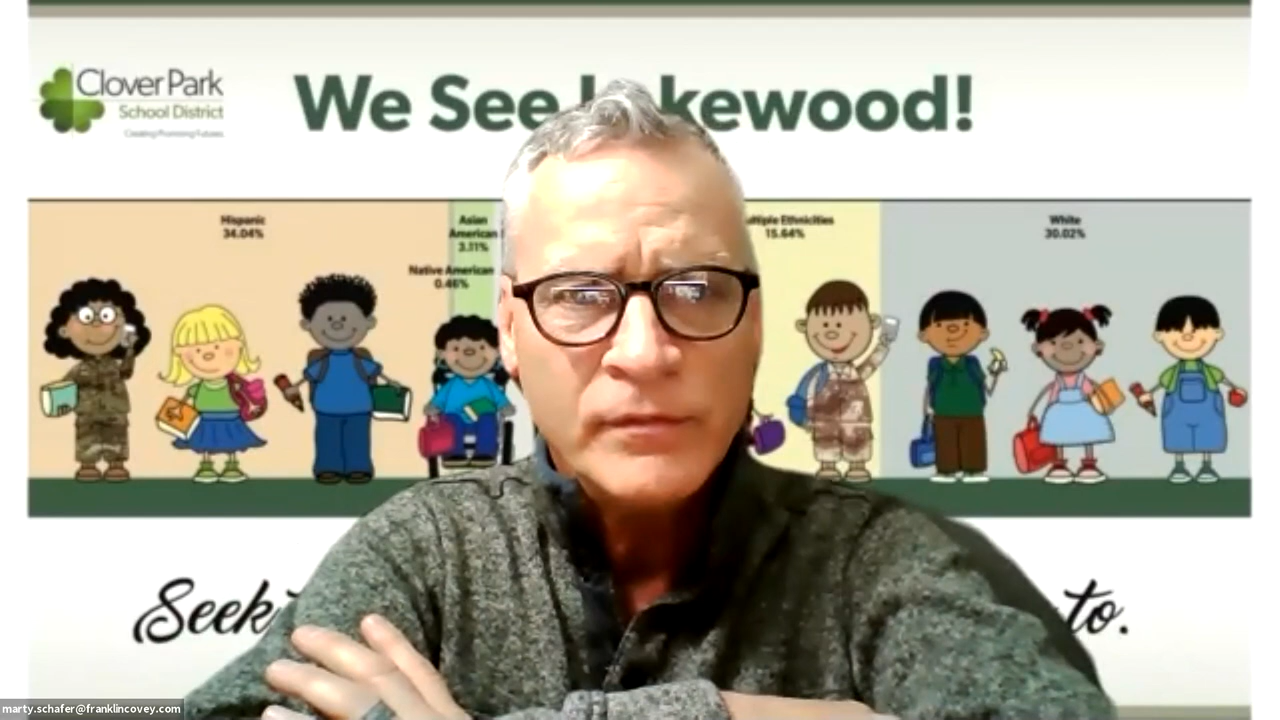 Clover Park
School District
Creating Promising Futures
We See kewood!
Hispanic
34.04%
Asian
American
3.11%
Native American
0.46%
Multiple Ethnicities
15.64%
White
30.02%
Seek
to.
marty.schafer@franklincovey.com